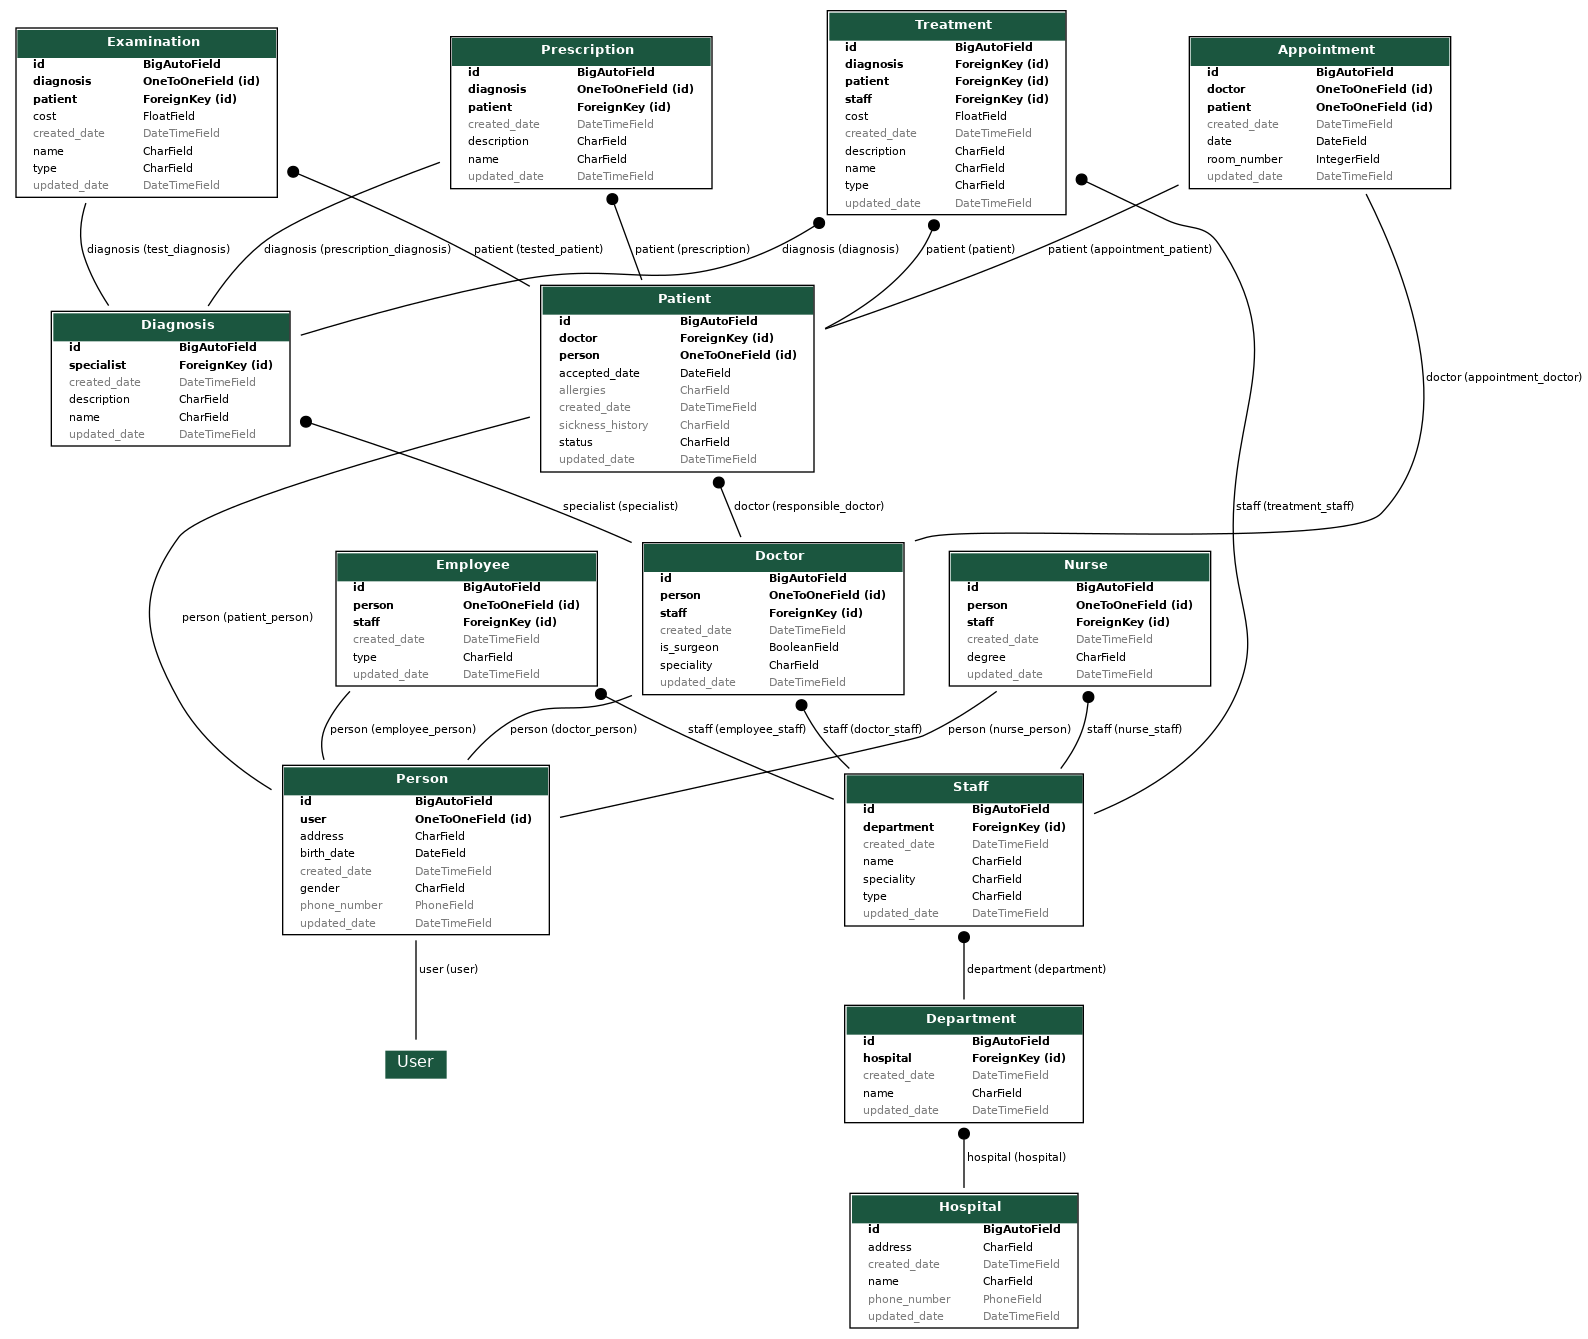 Examination
id BigAutoField
diagnosis OneToOneField (id)
patient ForeignKey (id)
cost FloatField
created_date DateTimeField
name CharField
type CharField
updated_date DateTimeField
Prescription
id BigAutoField
diagnosis OneToOneField (id)
patient ForeignKey (id)
created_date DateTimeField
description CharField
name CharField
updated_date DateTimeField
Treatment
id BigAutoField
diagnosis ForeignKey (id)
patient ForeignKey (id)
staff ForeignKey (id)
cost FloatField
created_date DateTimeField
description CharField
name CharField
type CharField
updated_date DateTimeField
Appointment
id BigAutoField
doctor OneToOneField (id)
patient OneToOneField (id)
created_date DateTimeField
date DateField
room_number IntegerField
updated_date DateTimeField
diagnosis (test_diagnosis)
diagnosis (prescription_diagnosis)
patient (tested_patient)
patient (prescription)
diagnosis (diagnosis)
patient (patient)
patient (appointment_patient)
Diagnosis
id BigAutoField
specialist ForeignKey (id)
created_date DateTimeField
description CharField
name CharField
updated_date DateTimeField
Patient
id BigAutoField
doctor ForeignKey (id)
person OneToOneField (id)
accepted_date DateField
allergies CharField
created_date DateTimeField
sickness_history CharField
status CharField
updated_date DateTimeField
doctor (appointment_doctor)
specialist (specialist)
doctor (responsible_doctor)
staff (treatment_staff)
person (patient_person)
Employee
id BigAutoField
person OneToOneField (id)
staff ForeignKey (id)
created_date DateTimeField
type CharField
updated_date DateTimeField
Doctor
id BigAutoField
person OneToOneField (id)
staff ForeignKey (id)
created_date DateTimeField
is_surgeon BooleanField
speciality CharField
updated_date DateTimeField
Nurse
id BigAutoField
person OneToOneField (id)
staff ForeignKey (id)
created_date DateTimeField
degree CharField
updated_date DateTimeField
person (employee_person)
person (doctor_person)
staff (employee_staff)
staff (doctor_staff)
person (nurse_person)
staff (nurse_staff)
Person
id BigAutoField
user OneToOneField (id)
address CharField
birth_date DateField
created_date DateTimeField
gender CharField
phone_number PhoneField
updated_date DateTimeField
Staff
id BigAutoField
department ForeignKey (id)
created_date DateTimeField
name CharField
speciality CharField
type CharField
updated_date DateTimeField
user (user)
department (department)
User
Department
id BigAutoField
hospital ForeignKey (id)
created_date DateTimeField
name CharField
updated_date DateTimeField
hospital (hospital)
Hospital
id BigAutoField
address CharField
created_date DateTimeField
name CharField
phone_number PhoneField
updated_date DateTimeField